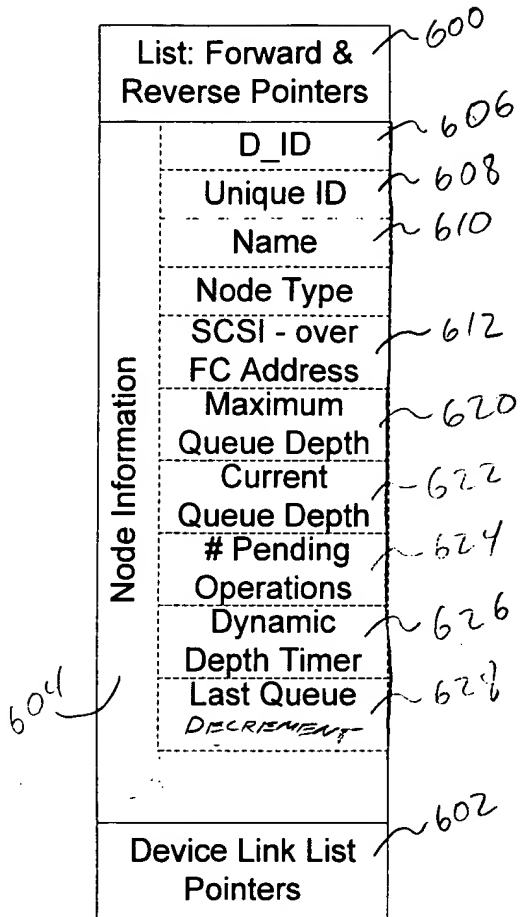 List: Forward & 600
Reverse Pointers
D_ID 606
Unique ID 608
Name 610
Node Type
SCSI - over 612
FC Address
Maximum 620
Queue Depth
Current 622
Queue Depth
# Pending 624
Operations
Dynamic 626
Depth Timer
Last Queue 628
DECREMENT
Node Information
604
602
Device Link List
Pointers